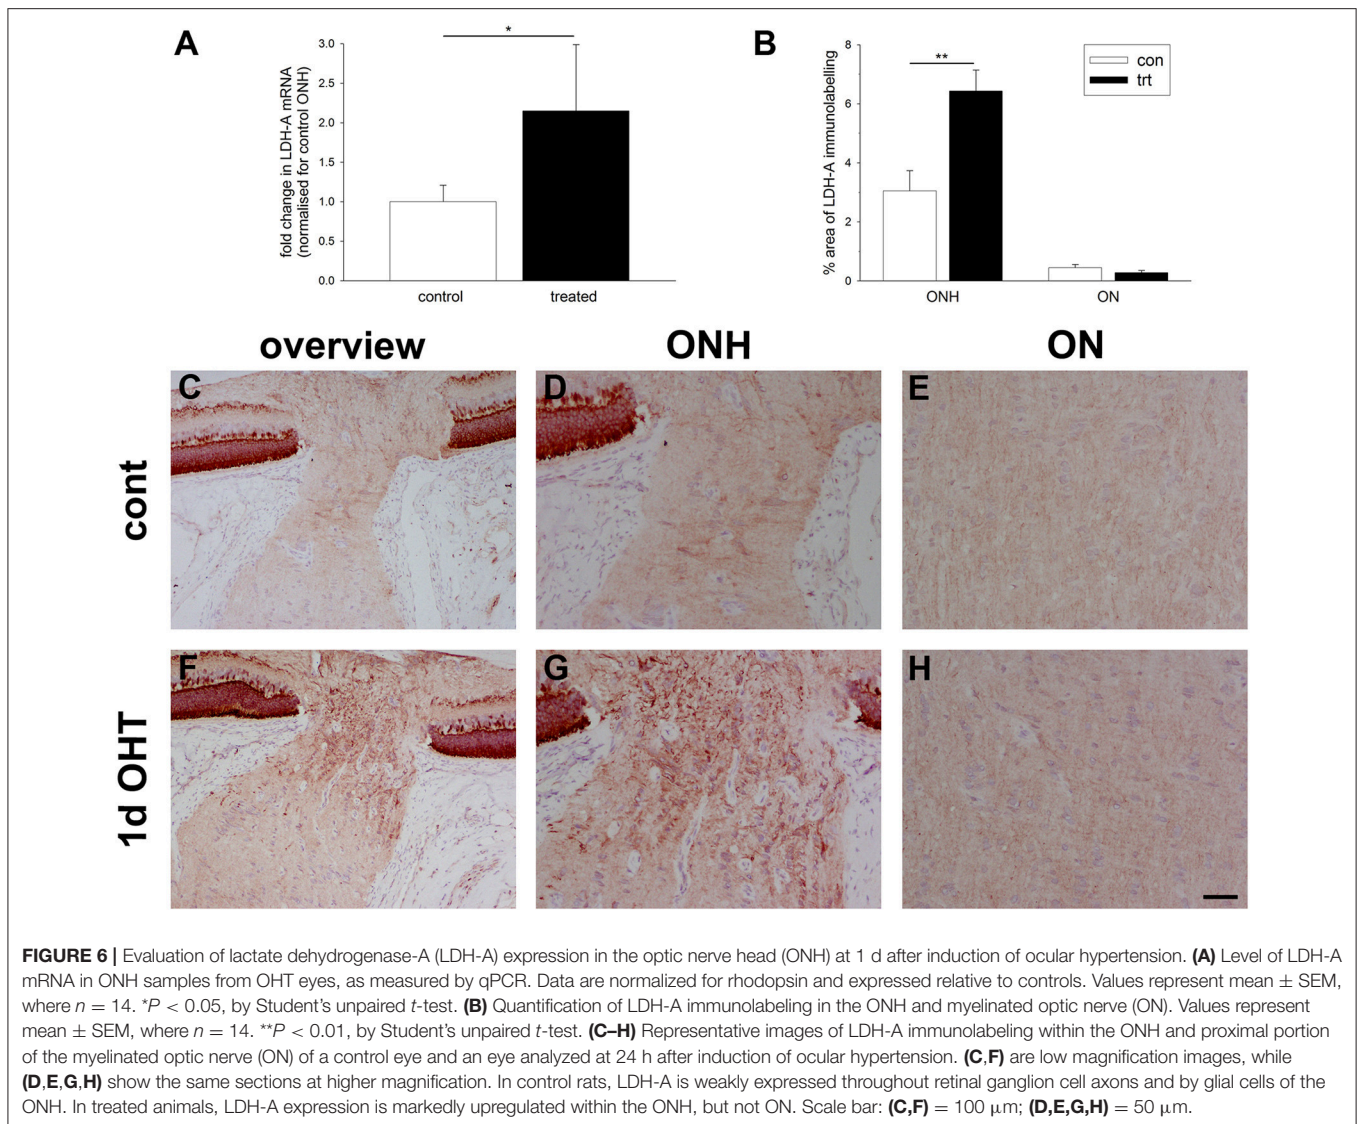 A
fold change in LDH-A mRNA
(normalised for control ONH)
3.0
2.5
2.0
1.5
1.0
0.5
0.0
*
control
treated
B
% area of LDH-A immunolabelling
8
6
4
2
0
**
con
trt
ONH
ON
overview
ONH
ON
cont
C
D
E
1d OHT
F
G
H
FIGURE 6 | Evaluation of lactate dehydrogenase-A (LDH-A) expression in the optic nerve head (ONH) at 1 d after induction of ocular hypertension. (A) Level of LDH-A
mRNA in ONH samples from OHT eyes, as measured by qPCR. Data are normalized for rhodopsin and expressed relative to controls. Values represent mean ± SEM,
where n = 14. *P < 0.05, by Student's unpaired t-test. (B) Quantification of LDH-A immunolabeling in the ONH and myelinated optic nerve (ON). Values represent
mean ± SEM, where n = 14. **P < 0.01, by Student's unpaired t-test. (C–H) Representative images of LDH-A immunolabeling within the ONH and proximal portion
of the myelinated optic nerve (ON) of a control eye and an eye analyzed at 24 h after induction of ocular hypertension. (C,F) are low magnification images, while
(D,E,G,H) show the same sections at higher magnification. In control rats, LDH-A is weakly expressed throughout retinal ganglion cell axons and by glial cells of the
ONH. In treated animals, LDH-A expression is markedly upregulated within the ONH, but not ON. Scale bar: (C,F) = 100 μm; (D,E,G,H) = 50 μm.